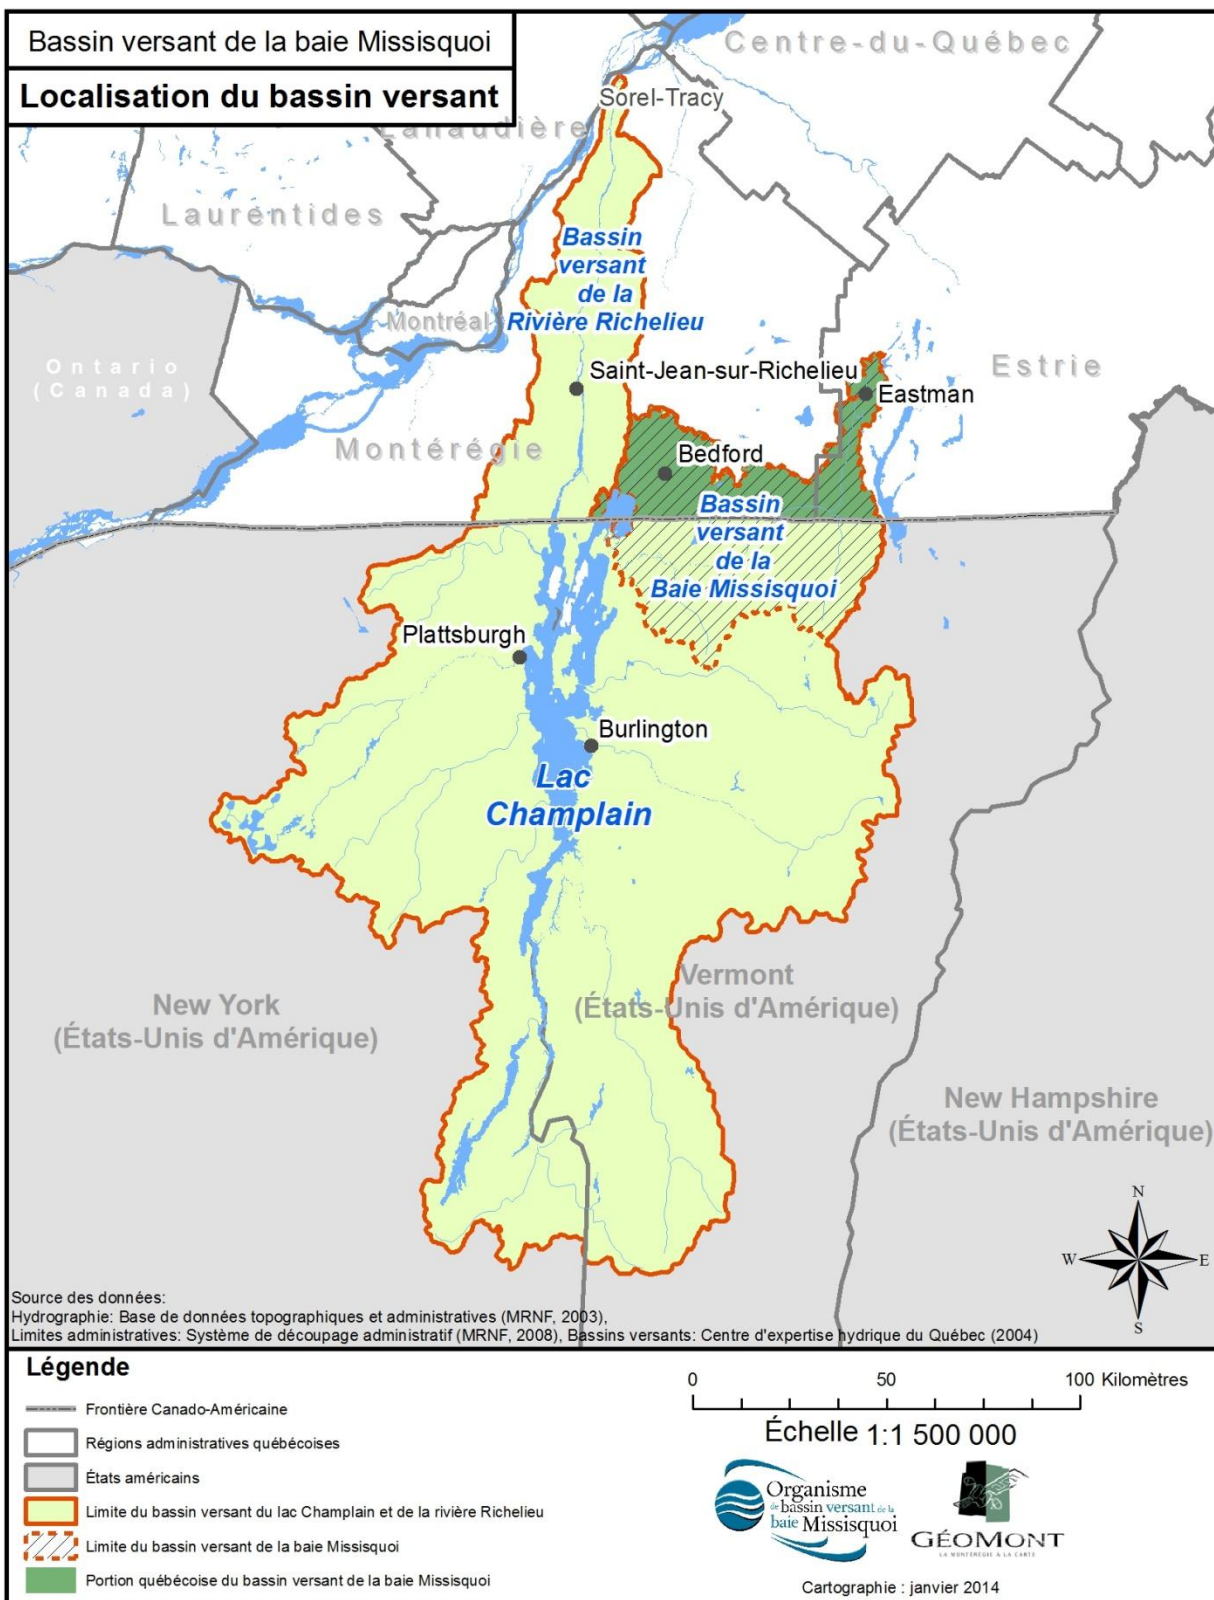 Bassin versant de la baie Missisquoi
Localisation du bassin versant
Centre-du-Québec
Sorel-Tracy
Lanaudière
Laurentides
Bassin
versant
de la
Rivière Richelieu
Montréal
Ontario
(Canada)
Saint-Jean-sur-Richelieu
Estrie
Eastman
Montérégie
Bedford
Bassin
versant
de la
Baie Missisquoi
Plattsburgh
Burlington
Lac
Champlain
New York
(États-Unis d'Amérique)
Vermont
(États-Unis d'Amérique)
New Hampshire
(États-Unis d'Amérique)
N
W
E
S
Source des données:
Hydrographie: Base de données topographiques et administratives (MRNF, 2003),
Limites administratives: Système de découpage administratif (MRNF, 2008), Bassins versants: Centre d'expertise hydrique du Québec (2004)
Légende
Frontière Canado-Américaine
Régions administratives québécoises
États américains
Limite du bassin versant du lac Champlain et de la rivière Richelieu
Limite du bassin versant de la baie Missisquoi
Portion québécoise du bassin versant de la baie Missisquoi
0 50 100 Kilomètres
Échelle 1:1 500 000
Organisme
de bassin versant de la
baie Missisquoi
GÉOMONT
LA MONTÉRÉGIE À LA CARTE
Cartographie : janvier 2014